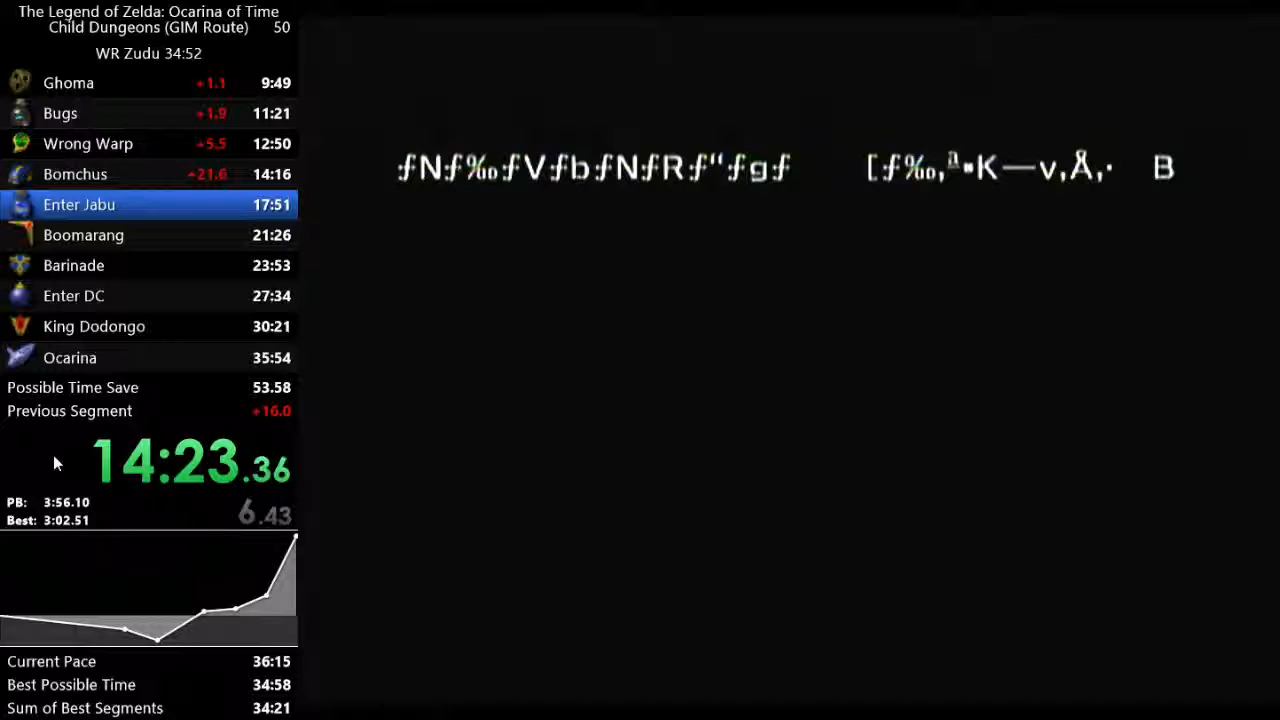 The Legend of Zelda: Ocarina of Time
Child Dungeons (GIM Route) 50
WR Zudu 34:52
Ghoma +1.1 9:49
Bugs +1.9 11:21
Wrong Warp +5.5 12:50
Bomchus +21.6 14:16
Enter Jabu 17:51
Boomarang 21:26
Barinade 23:53
Enter DC 27:34
King Dodongo 30:21
Ocarina 35:54
Possible Time Save 53.58
Previous Segment +16.0
14:23.36
PB: 3:56.10
Best: 3:02.51
6.43
Current Pace 36:15
Best Possible Time 34:58
Sum of Best Segments 34:21
ƒNƒ‰ƒVƒbƒNƒRƒ“ƒgƒ [ƒ‰‚ª•K—v‚Å‚· B